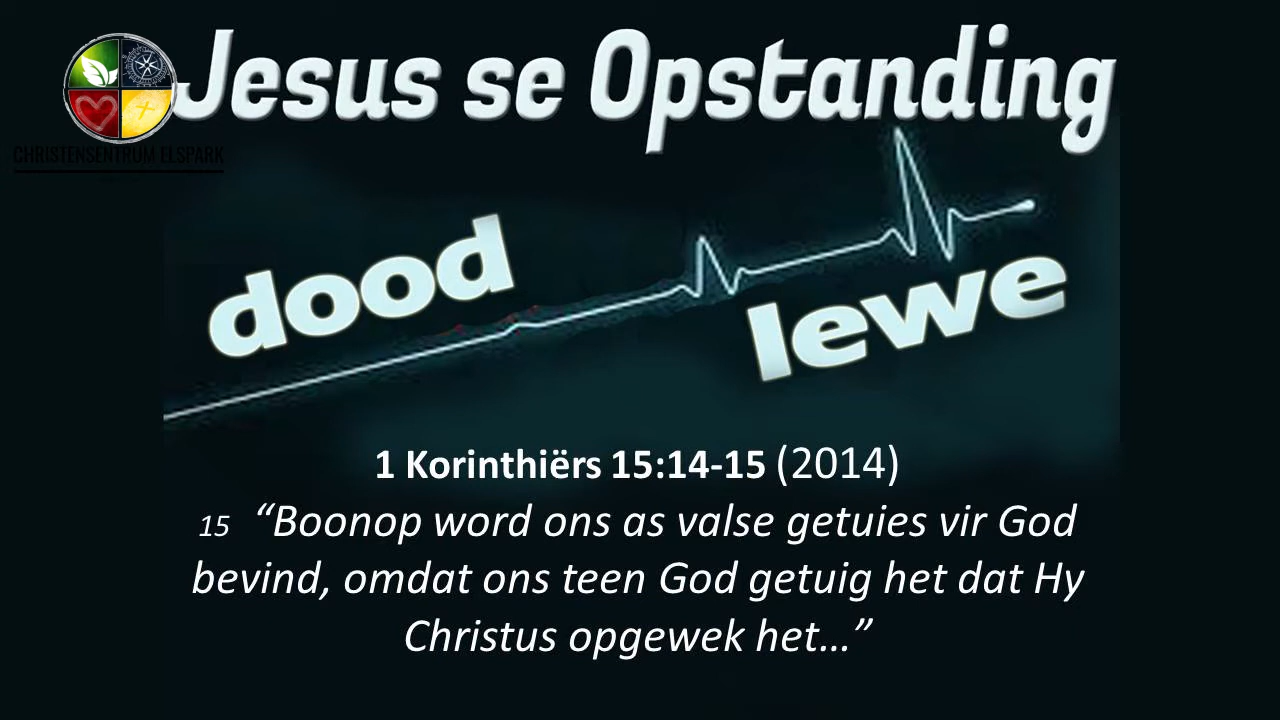 Jesus se Opstanding
CHRISTENSENTRUM ELSPARK
dood
lewe
1 Korinthiërs 15:14-15 (2014)
15 “Boonop word ons as valse getuies vir God
bevind, omdat ons teen God getuig het dat Hy
Christus opgewek het…”